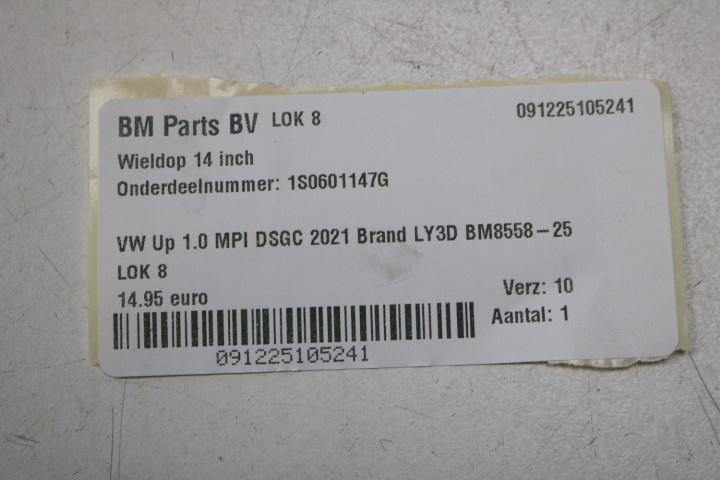 BM Parts BV LOK 8 091225105241
Wieldop 14 inch
Onderdeelnummer: 1S0601147G
VW Up 1.0 MPI DSGC 2021 Brand LY3D BM8558-25
LOK 8
14.95 euro Verz: 10
Aantal: 1
091225105241